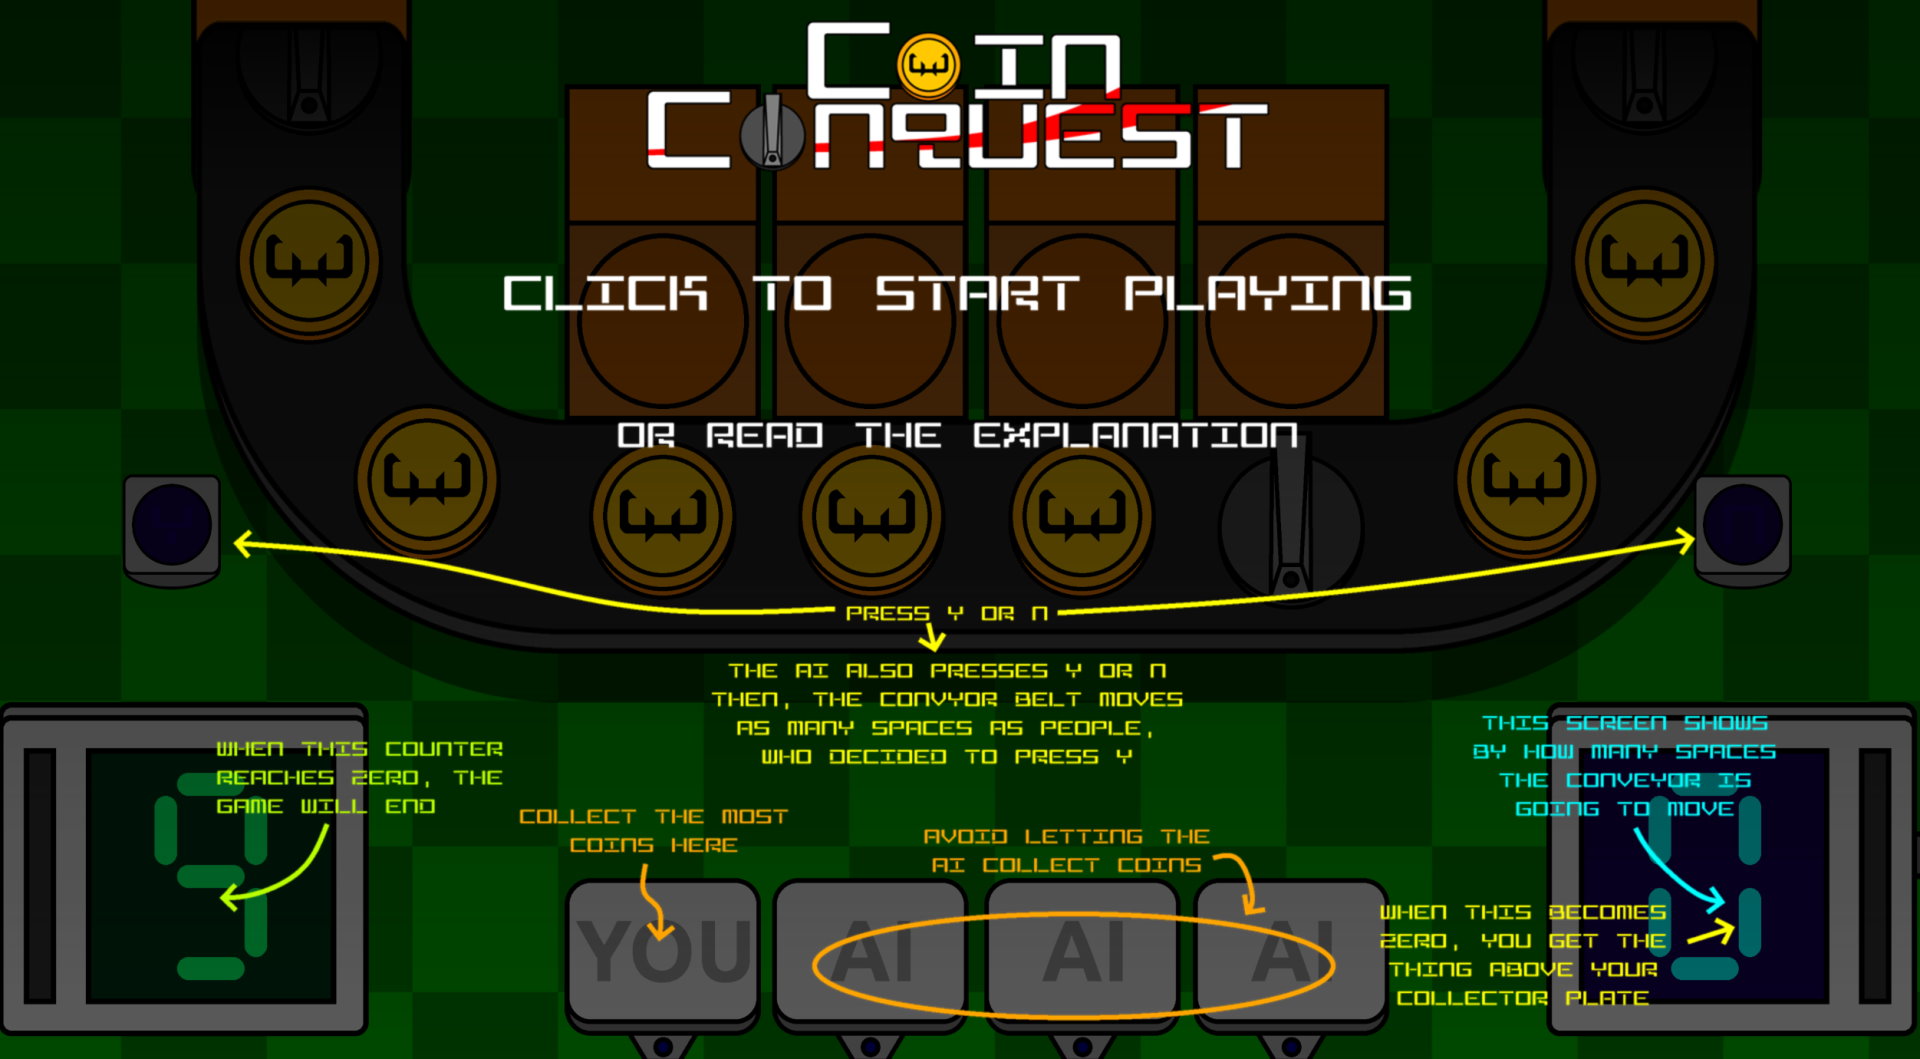 COIN
CONQUEST
CLICK TO START PLAYING
OR READ THE EXPLANATION
PRESS Y OR N
THE AI ALSO PRESSES Y OR N
THEN, THE CONVYOR BELT MOVES
AS MANY SPACES AS PEOPLE,
WHO DECIDED TO PRESS Y
WHEN THIS COUNTER
REACHES ZERO, THE
GAME WILL END
9
COLLECT THE MOST
COINS HERE
AVOID LETTING THE
AI COLLECT COINS
THIS SCREEN SHOWS
BY HOW MANY SPACES
THE CONVEYOR IS
GOING TO MOVE
WHEN THIS BECOMES
ZERO, YOU GET THE
THING ABOVE YOUR
COLLECTOR PLATE
0
YOU
AI
AI
AI